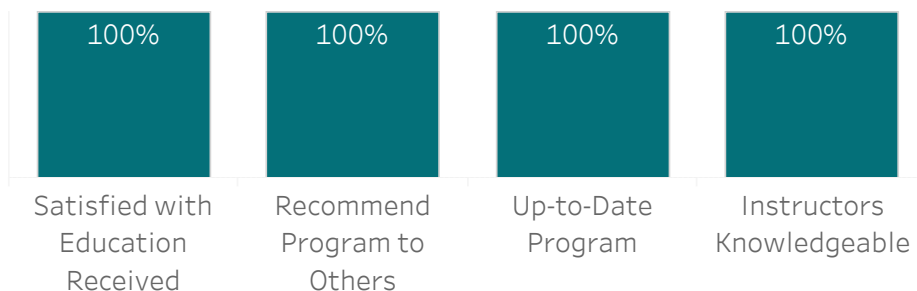 100%
100%
100%
100%
Satisfied with
Education
Received
Recommend
Program to
Others
Up-to-Date
Program
Instructors
Knowledgeable